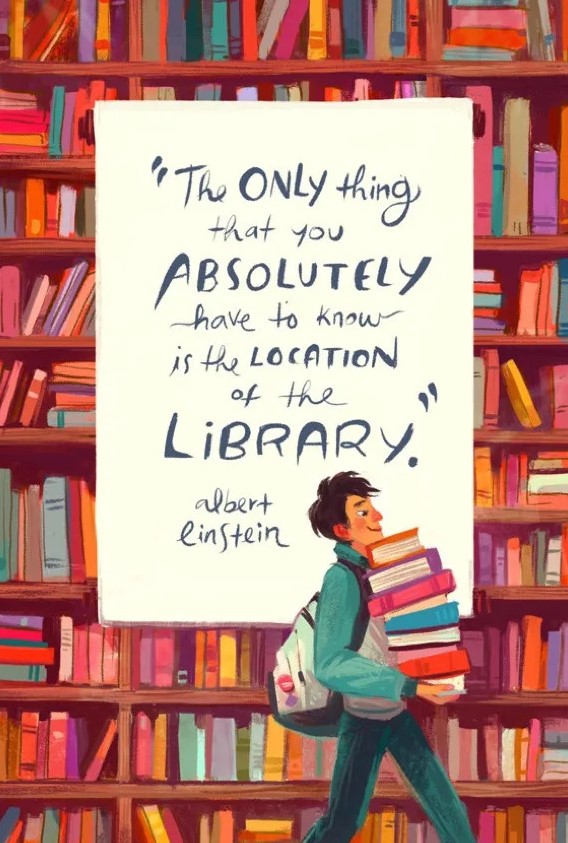 "The ONLY thing
that you
ABSOLUTELY
have to know
is the LOCATION
of the
LiBRARY."
albert
einstein